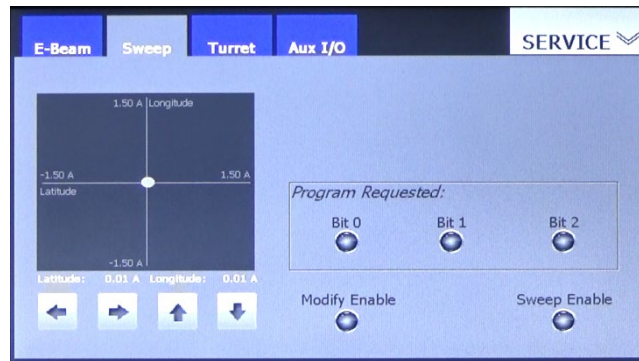 E-Beam Sweep Turret Aux I/O SERVICE
1.50 A Longitude
-1.50 A 1.50 A
Latitude
-1.50 A
Latitude: 0.01 A Longitude: 0.01 A
Program Requested:
Bit 0 Bit 1 Bit 2
Modify Enable Sweep Enable